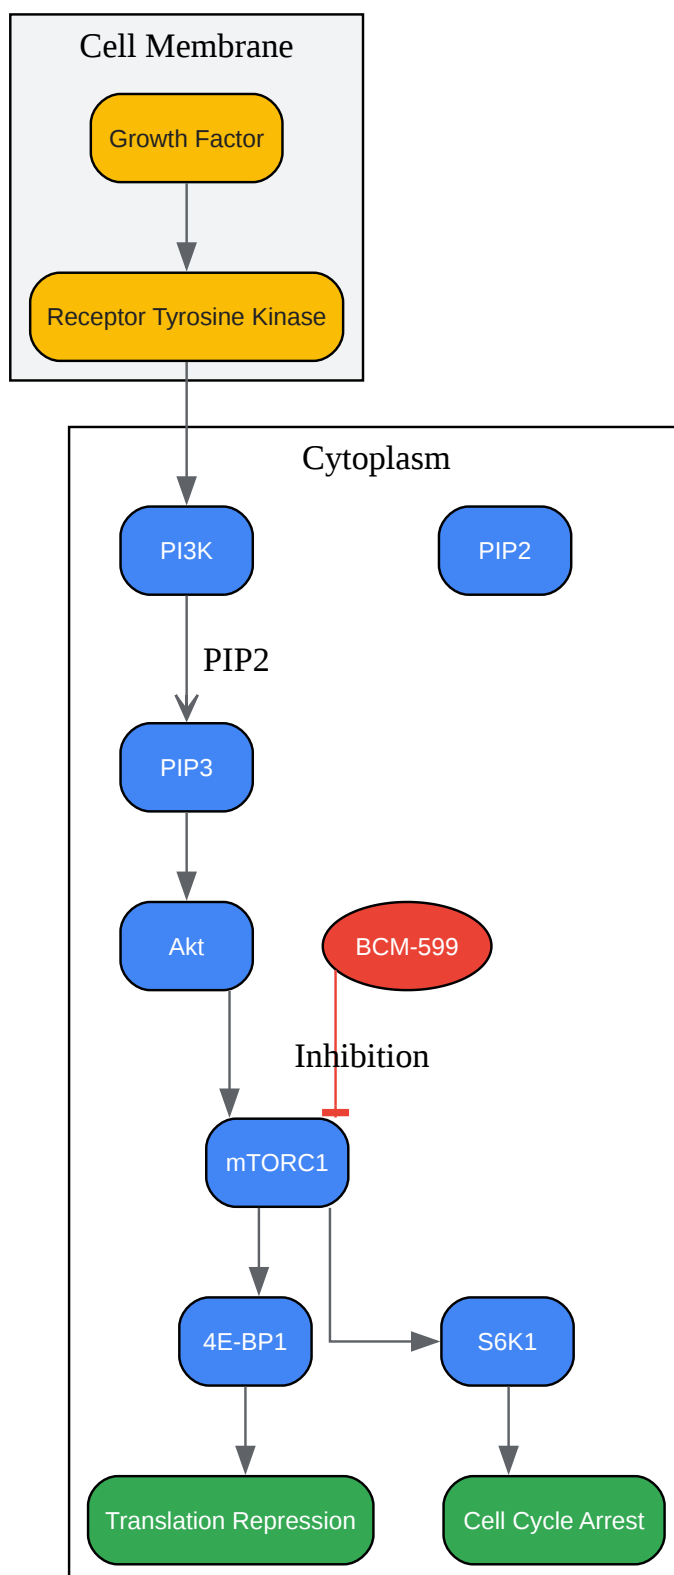 Cell Membrane
Growth Factor
Receptor Tyrosine Kinase
Cytoplasm
PI3K
PIP2
PIP2
PIP3
Akt
BCM-599
Inhibition
mTORC1
4E-BP1
S6K1
Translation Repression
Cell Cycle Arrest